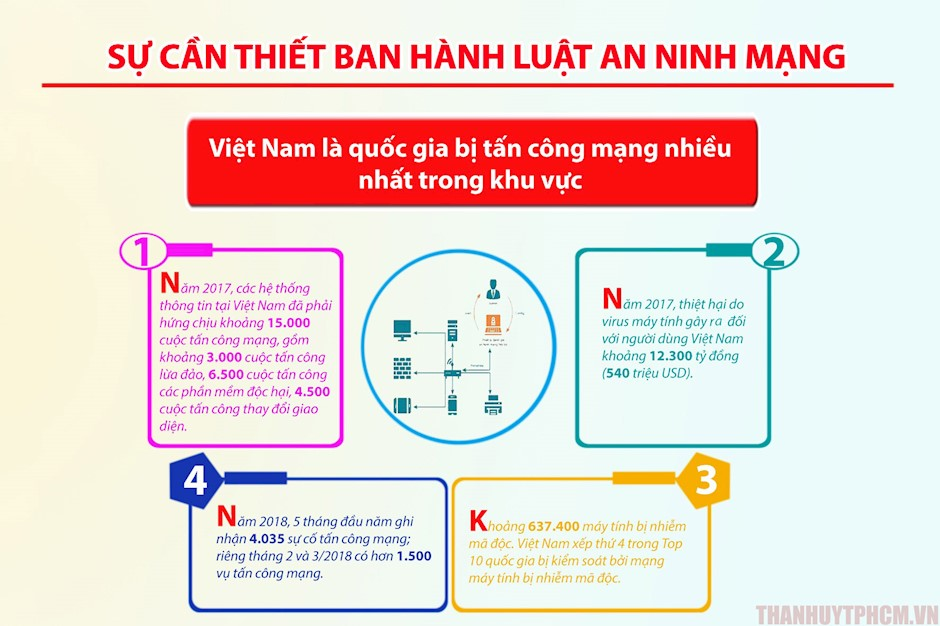 SỰ CẦN THIẾT BAN HÀNH LUẬT AN NINH MẠNG
Việt Nam là quốc gia bị tấn công mạng nhiều
nhất trong khu vực
1
Năm 2017, các hệ thống
thông tin tại Việt Nam đã phải
hứng chịu khoảng 15.000
cuộc tấn công mạng, gồm
khoảng 3.000 cuộc tấn công
lừa đảo, 6.500 cuộc tấn công
các phần mềm độc hại, 4.500
cuộc tấn công thay đổi giao
diện.
2
Năm 2017, thiệt hại do
virus máy tính gây ra đối
với người dùng Việt Nam
khoảng 12.300 tỷ đồng
(540 triệu USD).
4
Năm 2018, 5 tháng đầu năm ghi
nhận 4.035 sự cố tấn công mạng;
riêng tháng 2 và 3/2018 có hơn 1.500
vụ tấn công mạng.
3
Khoảng 637.400 máy tính bị nhiễm
mã độc. Việt Nam xếp thứ 4 trong Top
10 quốc gia bị kiểm soát bởi mạng
máy tính bị nhiễm mã độc.
THANHUYTPHCM.VN